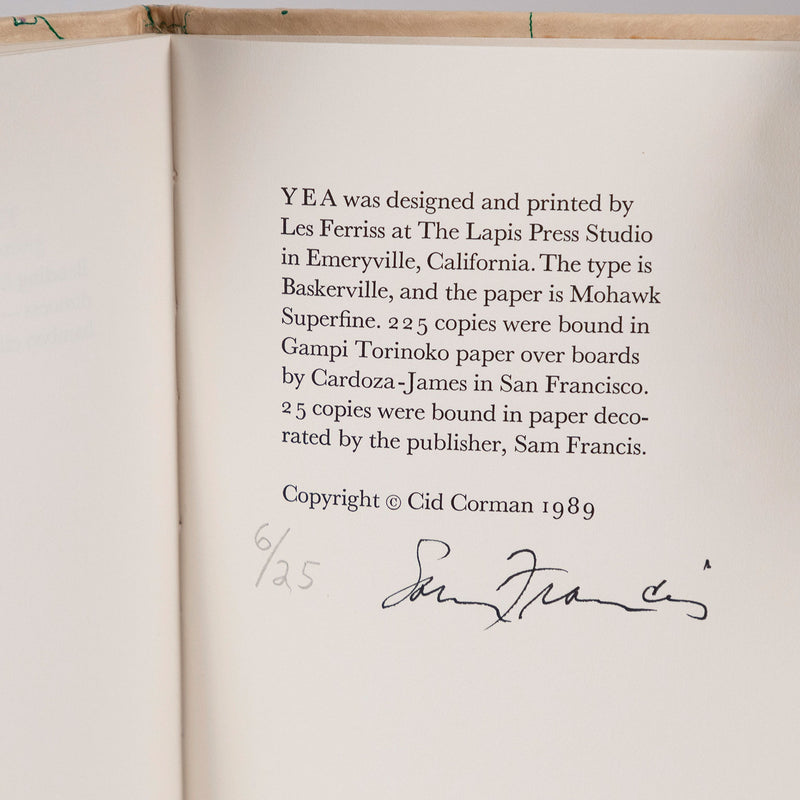 YEA was designed and printed by
Les Ferriss at The Lapis Press Studio
in Emeryville, California. The type is
Baskerville, and the paper is Mohawk
Superfine. 225 copies were bound in
Gampi Torinoko paper over boards
by Cardoza-James in San Francisco.
25 copies were bound in paper deco-
rated by the publisher, Sam Francis.
Copyright © Cid Corman 1989
6/25
Sam Francis